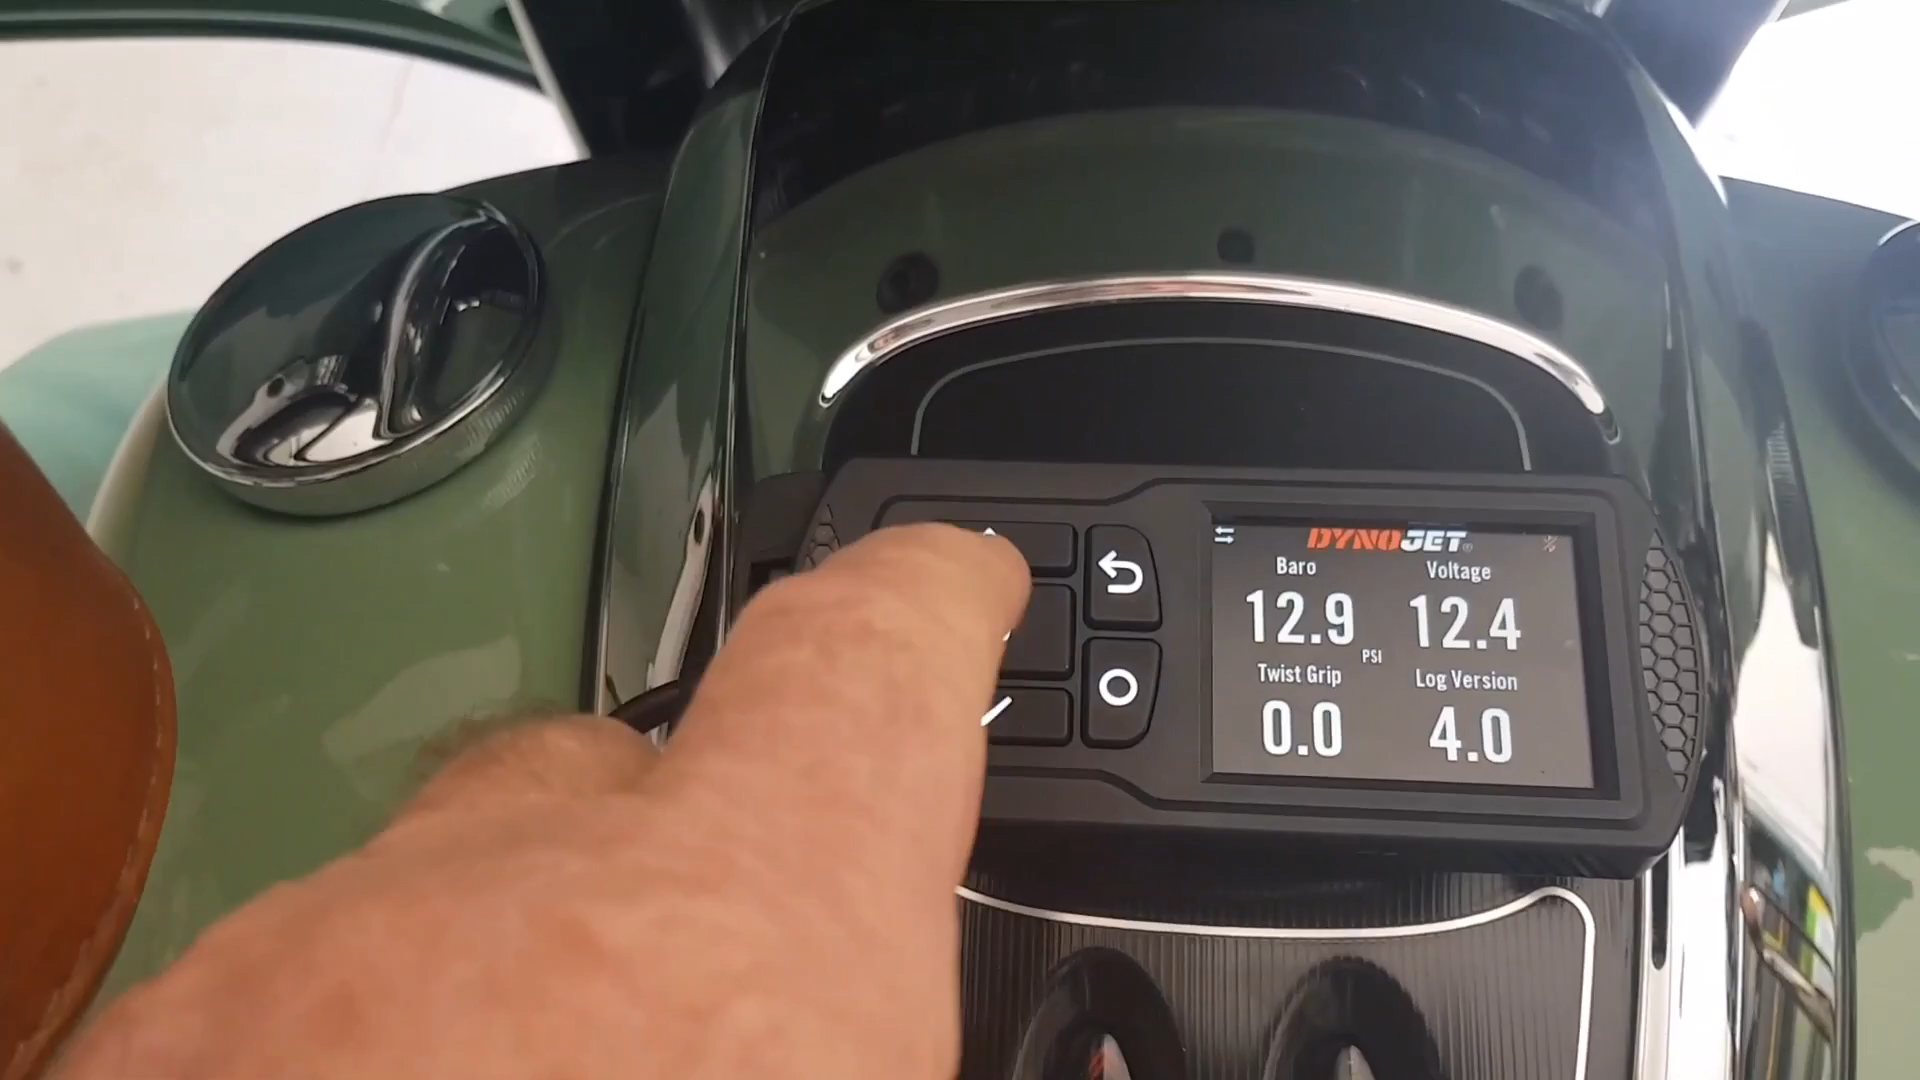 DYNOJET
Baro
Voltage
12.9 PSI
12.4
Twist Grip
Log Version
0.0
4.0